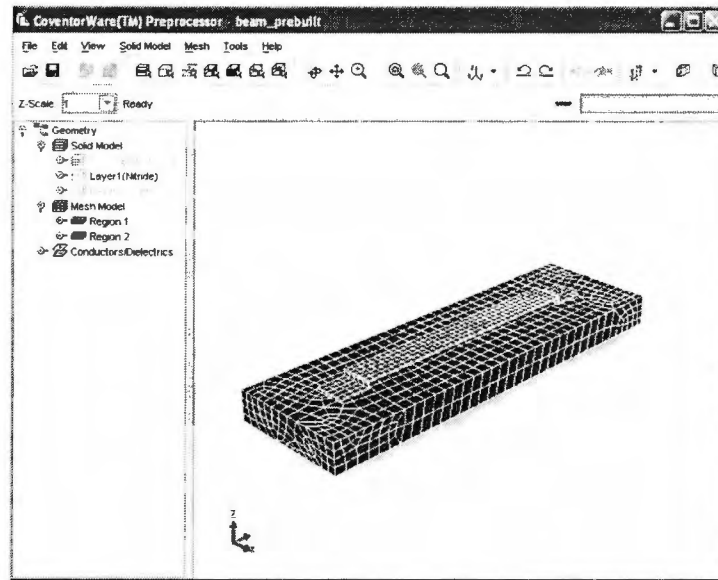 CoventorWare(TM) Preprocessor - beam_prebuilt
File Edit View Solid Model Mesh Tools Help
Z-Scale 1 Ready
Geometry
Solid Model
Layer1(Nitride)
Mesh Model
Region 1
Region 2
Conductors/Dielectrics
z